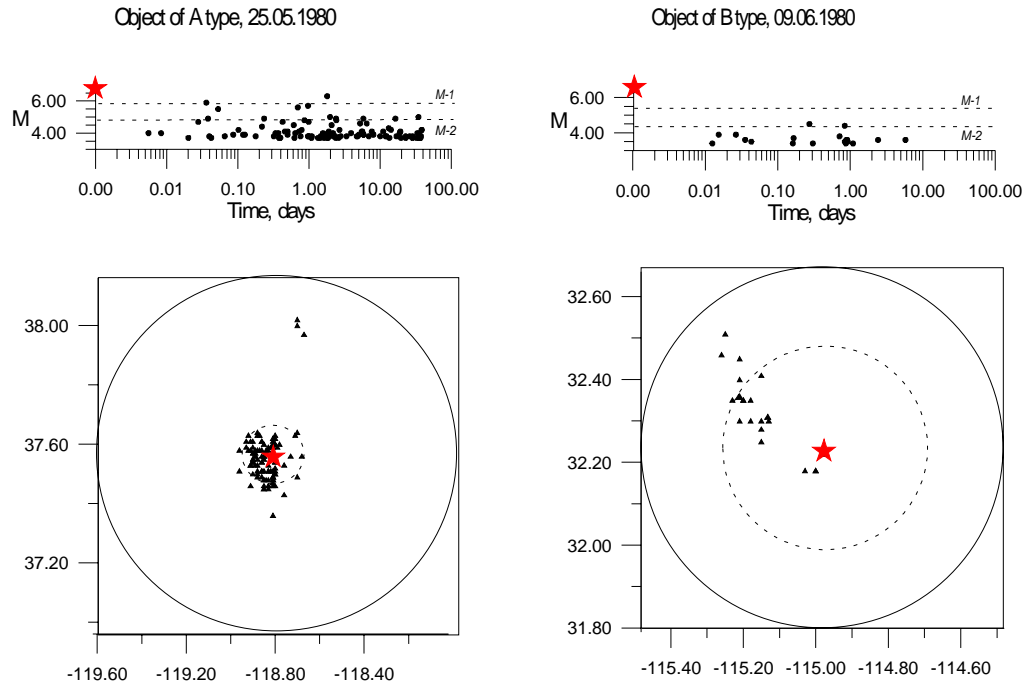 Object of A type, 25.05.1980
Object of B type, 09.06.1980
6.00
M
4.00
M-1
M-2
0.00 0.01 0.10 1.00 10.00 100.00
Time, days
6.00
M
4.00
M-1
M-2
0.00 0.01 0.10 1.00 10.00 100.00
Time, days
38.00
37.60
37.20
-119.60 -119.20 -118.80 -118.40
32.60
32.40
32.20
32.00
31.80
-115.40 -115.20 -115.00 -114.80 -114.60